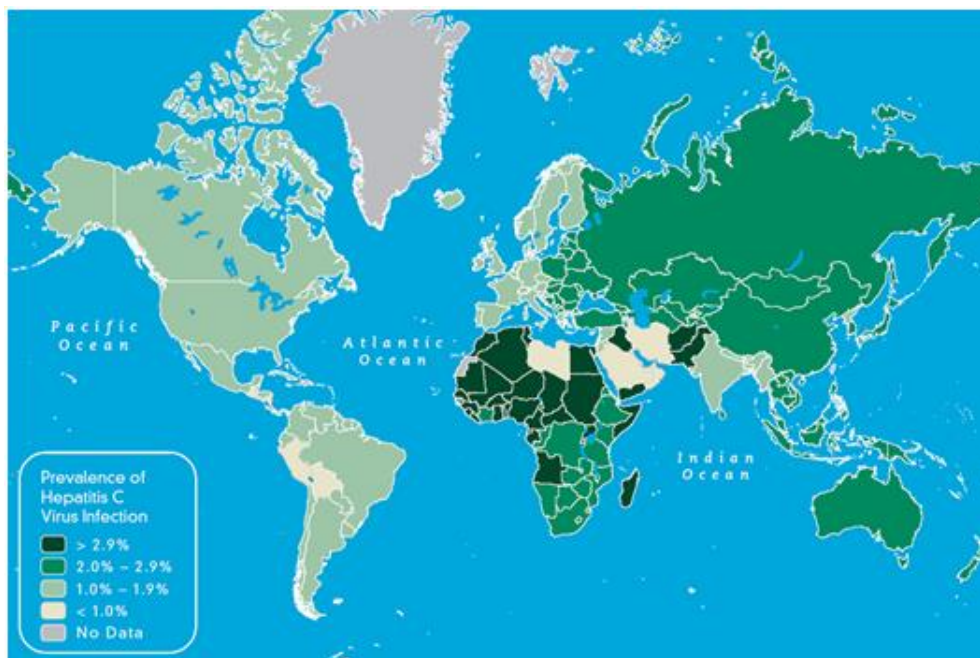 Pacific
Ocean
Atlantic
Ocean
Indian
Ocean
Prevalence of
Hepatitis C
Virus Infection
> 2.9%
2.0% – 2.9%
1.0% – 1.9%
< 1.0%
No Data